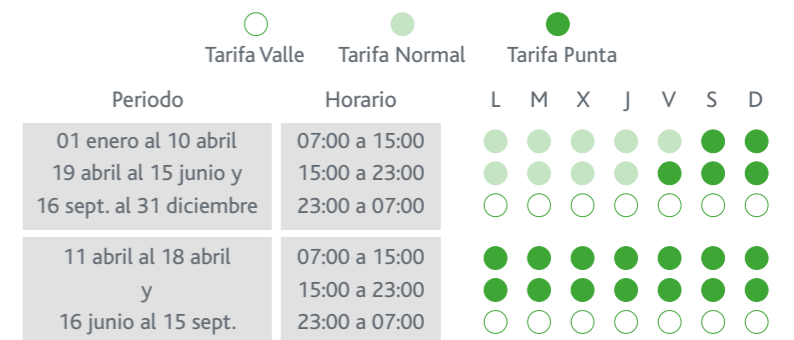 Tarifa Valle Tarifa Normal Tarifa Punta
Periodo Horario L M X J V S D
01 enero al 10 abril 07:00 a 15:00
19 abril al 15 junio y 15:00 a 23:00
16 sept. al 31 diciembre 23:00 a 07:00
11 abril al 18 abril 07:00 a 15:00
y 15:00 a 23:00
16 junio al 15 sept. 23:00 a 07:00